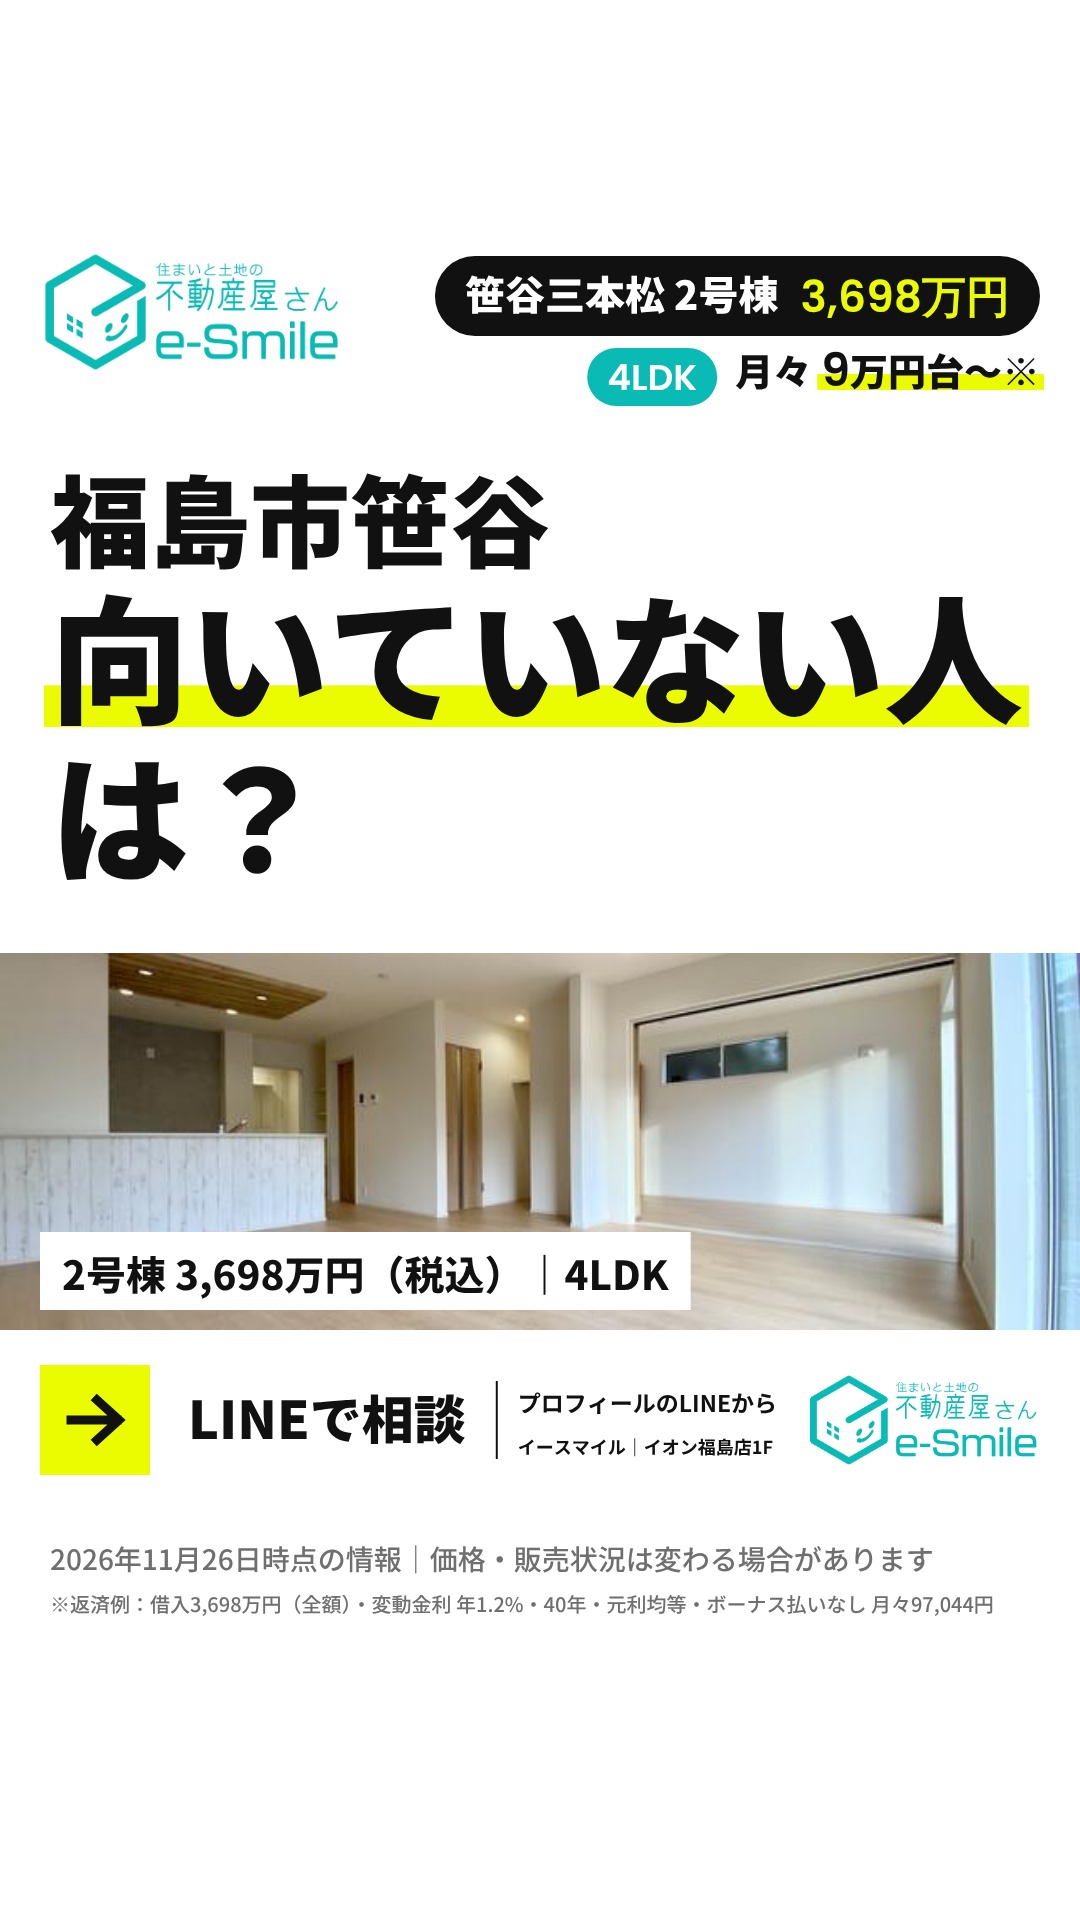 住まいと土地の
不動産屋さん
e-Smile
笹谷三本松 2号棟 3,698万円
4LDK 月々 9万円台〜※
福島市笹谷
向いていない人
は？
2号棟 3,698万円（税込）｜4LDK
LINEで相談
プロフィールのLINEから
イースマイル｜イオン福島店1F
住まいと土地の
不動産屋さん
e-Smile
2026年11月26日時点の情報｜価格・販売状況は変わる場合があります
※返済例：借入3,698万円（全額）・変動金利 年1.2%・40年・元利均等・ボーナス払いなし 月々97,044円